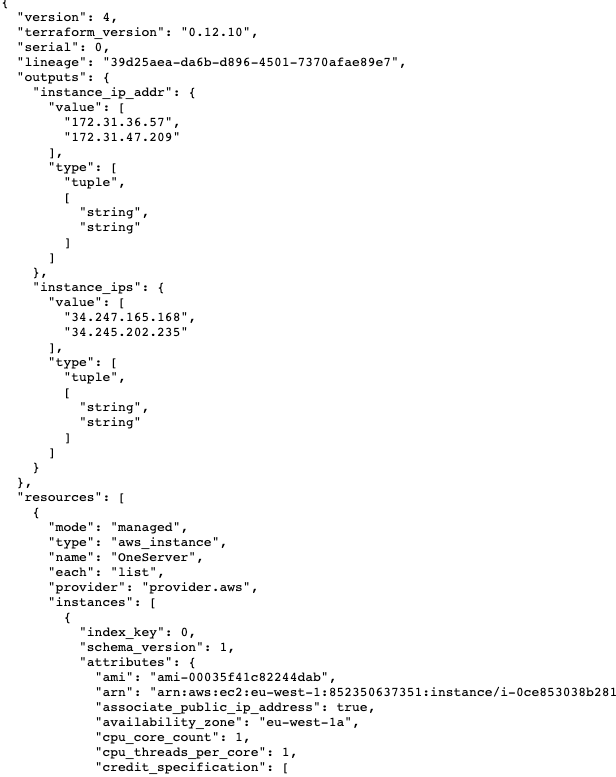 {
"version": 4,
"terraform_version": "0.12.10",
"serial": 0,
"lineage": "39d25aea-da6b-d896-4501-7370afae89e7",
"outputs": {
"instance_ip_addr": {
"value": [
"172.31.36.57",
"172.31.47.209"
],
"type": [
"tuple",
[
"string",
"string"
]
]
},
"instance_ips": {
"value": [
"34.247.165.168",
"34.245.202.235"
],
"type": [
"tuple",
[
"string",
"string"
]
]
}
},
"resources": [
{
"mode": "managed",
"type": "aws_instance",
"name": "OneServer",
"each": "list",
"provider": "provider.aws",
"instances": [
{
"index_key": 0,
"schema_version": 1,
"attributes": {
"ami": "ami-00035f41c82244dab",
"arn": "arn:aws:ec2:eu-west-1:852350637351:instance/i-0ce853038b281
"associate_public_ip_address": true,
"availability_zone": "eu-west-1a",
"cpu_core_count": 1,
"cpu_threads_per_core": 1,
"credit_specification": [